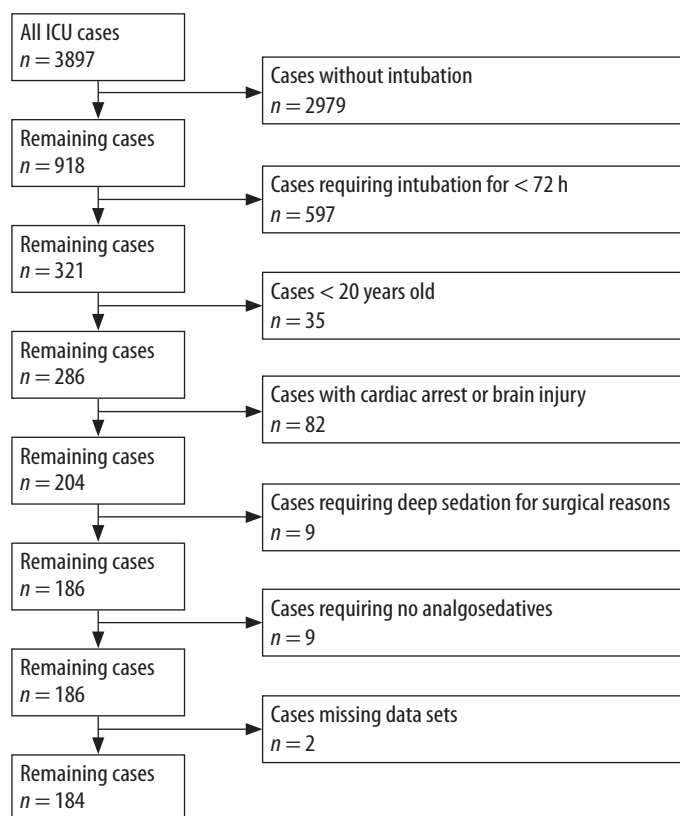 All ICU cases
n = 3897
Cases without intubation
n = 2979
Remaining cases
n = 918
Cases requiring intubation for < 72 h
n = 597
Remaining cases
n = 321
Cases < 20 years old
n = 35
Remaining cases
n = 286
Cases with cardiac arrest or brain injury
n = 82
Remaining cases
n = 204
Cases requiring deep sedation for surgical reasons
n = 9
Remaining cases
n = 186
Cases requiring no analgosedatives
n = 9
Remaining cases
n = 186
Cases missing data sets
n = 2
Remaining cases
n = 184